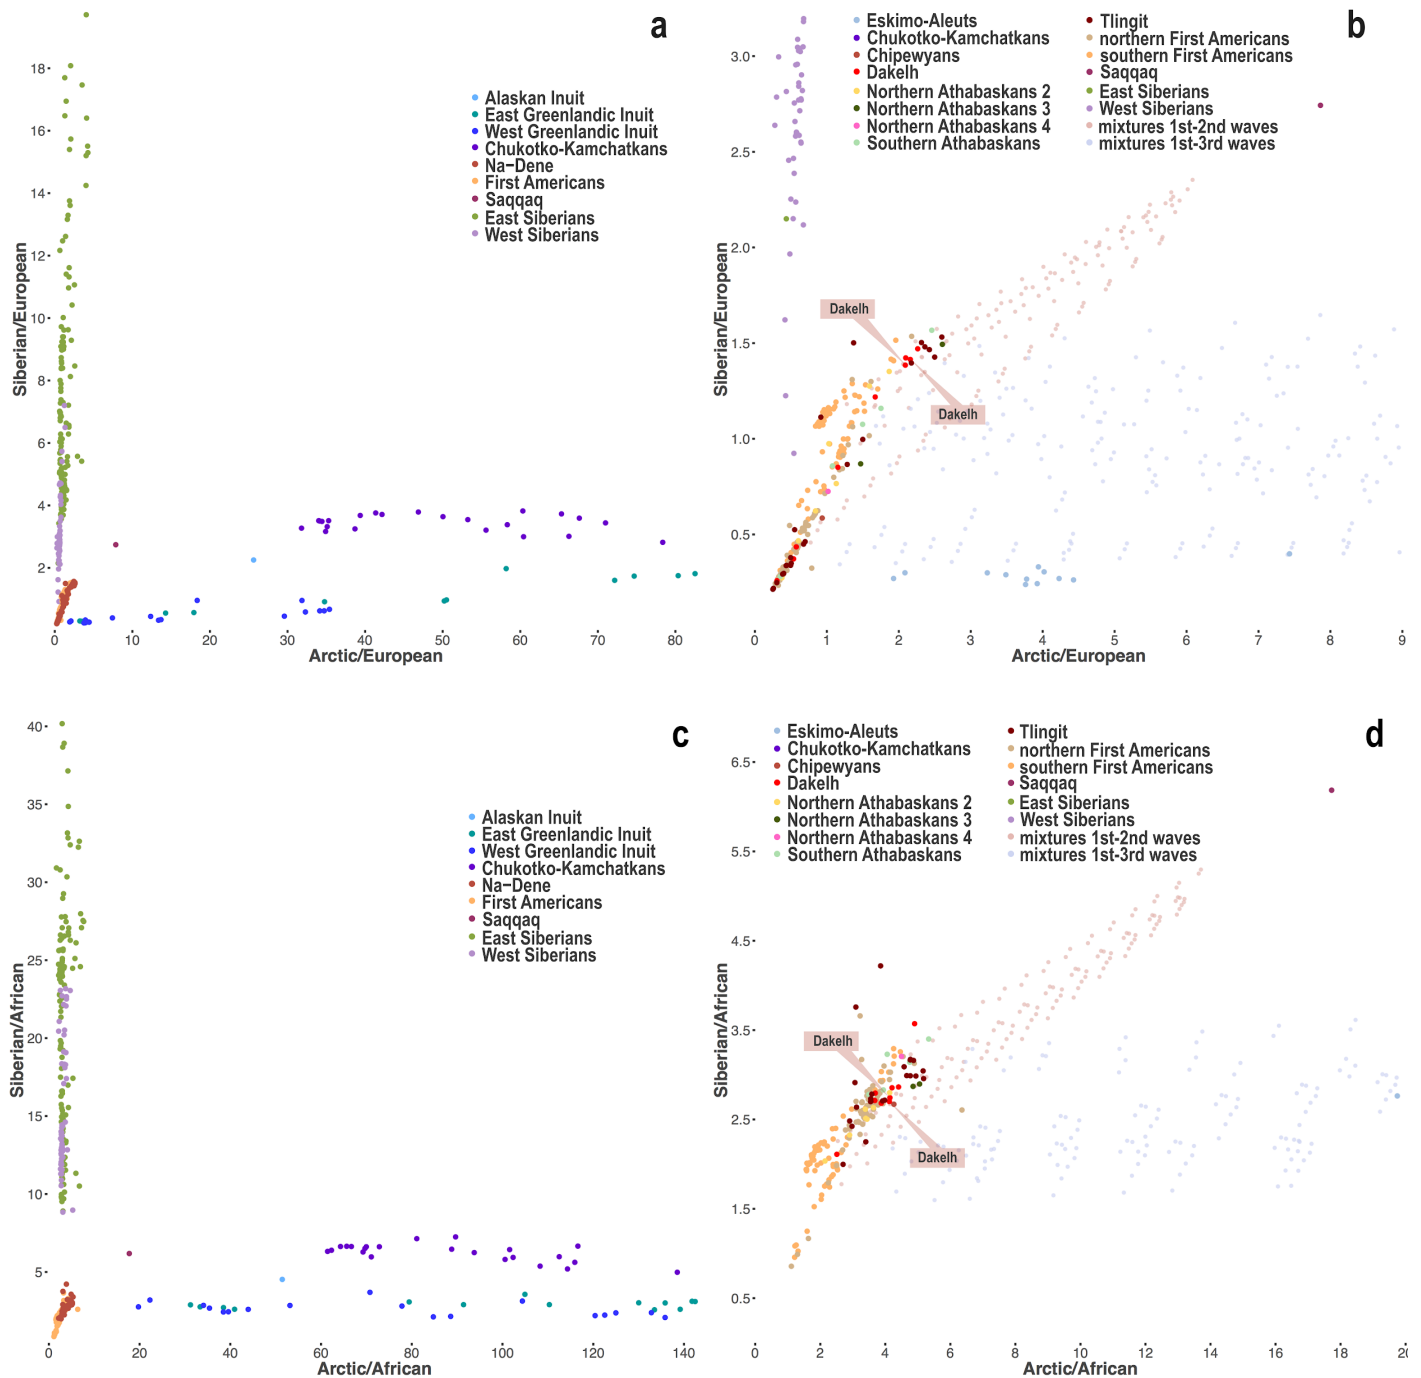 a
Alaskan Inuit
East Greenlandic Inuit
West Greenlandic Inuit
Chukotko-Kamchatkans
Na−Dene
First Americans
Saqqaq
East Siberians
West Siberians
Siberian/European
18
16
14
12
10
8
6
4
2
0 10 20 30 40 50 60 70 80
Arctic/European
b
Eskimo-Aleuts
Chukotko-Kamchatkans
Chipewyans
Dakelh
Northern Athabaskans 2
Northern Athabaskans 3
Northern Athabaskans 4
Southern Athabaskans
Tlingit
northern First Americans
southern First Americans
Saqqaq
East Siberians
West Siberians
mixtures 1st-2nd waves
mixtures 1st-3rd waves
Siberian/European
3.0
2.5
2.0
1.5
1.0
0.5
Dakelh
Dakelh
0 1 2 3 4 5 6 7 8 9
Arctic/European
c
Alaskan Inuit
East Greenlandic Inuit
West Greenlandic Inuit
Chukotko-Kamchatkans
Na−Dene
First Americans
Saqqaq
East Siberians
West Siberians
Siberian/African
40
35
30
25
20
15
10
5
0 20 40 60 80 100 120 140
Arctic/African
d
Eskimo-Aleuts
Chukotko-Kamchatkans
Chipewyans
Dakelh
Northern Athabaskans 2
Northern Athabaskans 3
Northern Athabaskans 4
Southern Athabaskans
Tlingit
northern First Americans
southern First Americans
Saqqaq
East Siberians
West Siberians
mixtures 1st-2nd waves
mixtures 1st-3rd waves
Siberian/African
6.5
5.5
4.5
3.5
2.5
1.5
0.5
Dakelh
Dakelh
0 2 4 6 8 10 12 14 16 18 20
Arctic/African